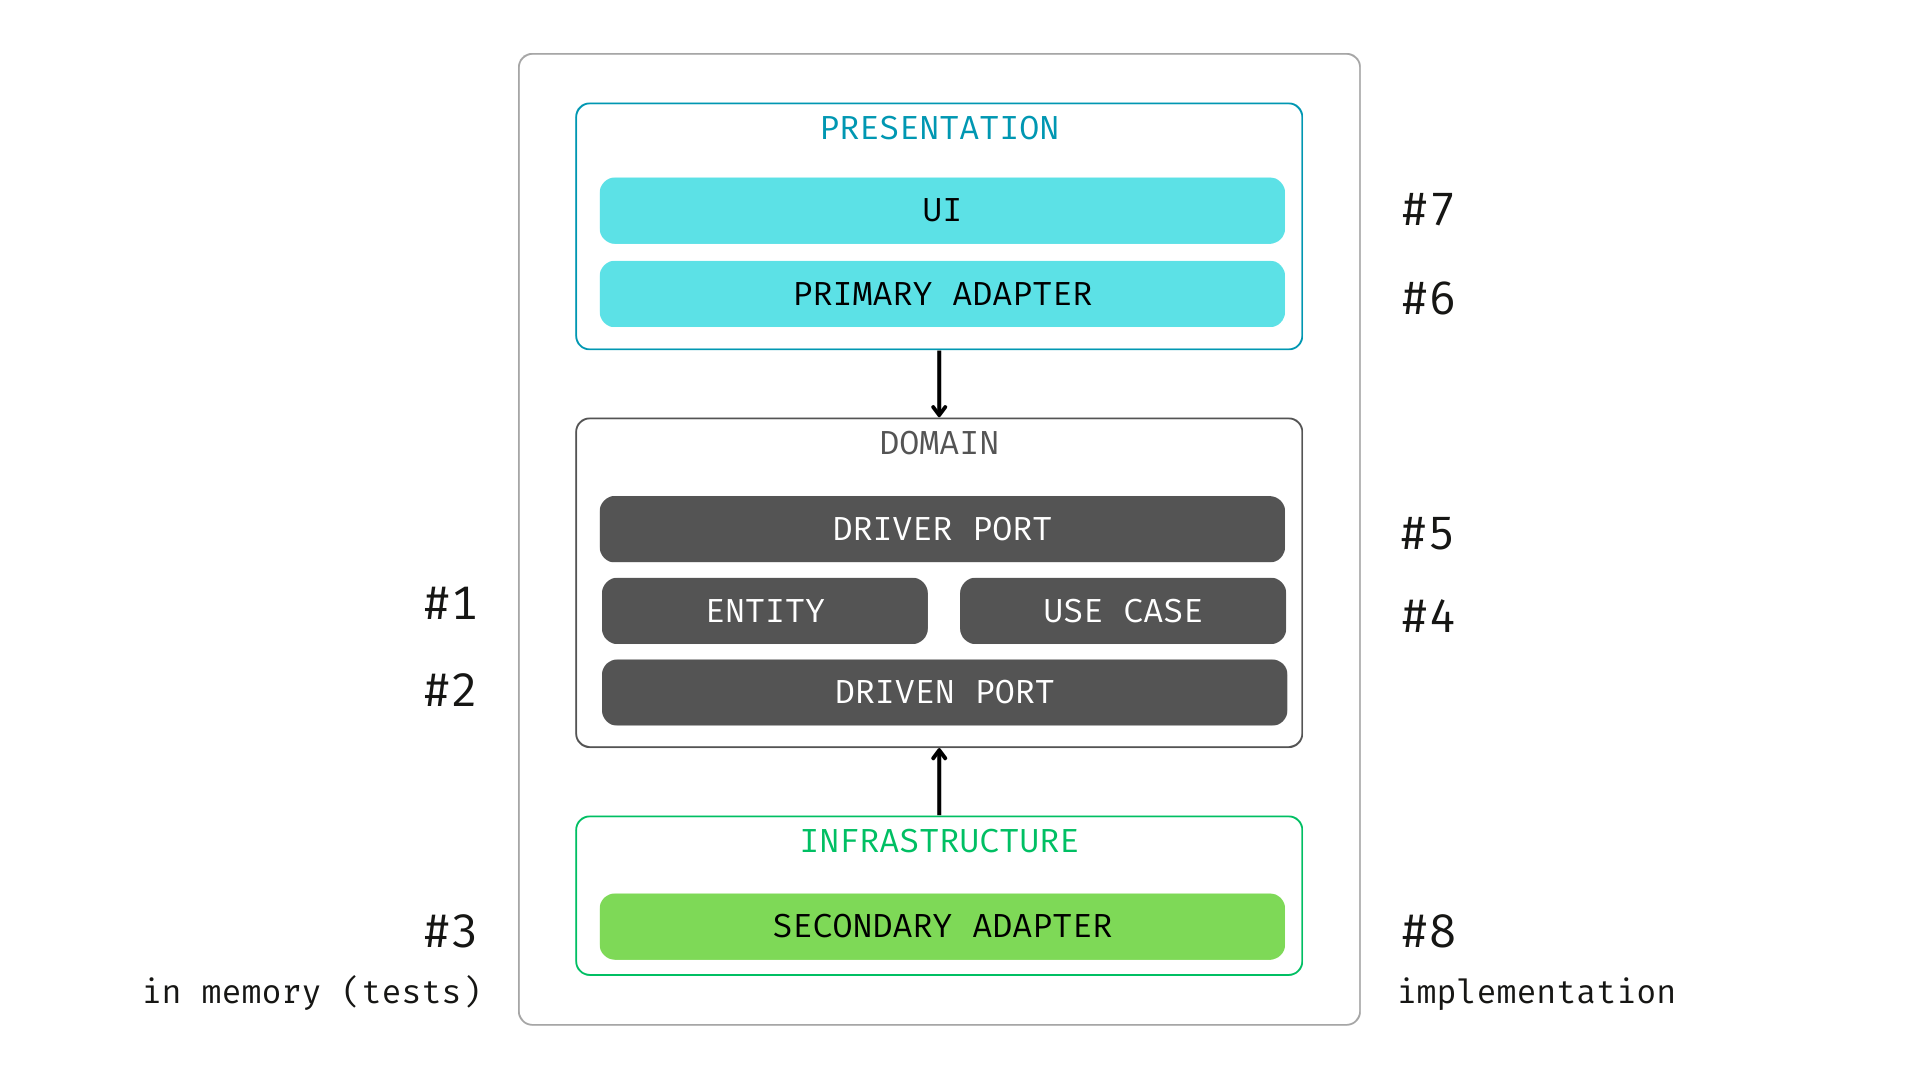 PRESENTATION
UI
#7
PRIMARY ADAPTER
#6
DOMAIN
DRIVER PORT
#5
#1
ENTITY
USE CASE
#4
#2
DRIVEN PORT
INFRASTRUCTURE
#3
SECONDARY ADAPTER
#8
in memory (tests)
implementation